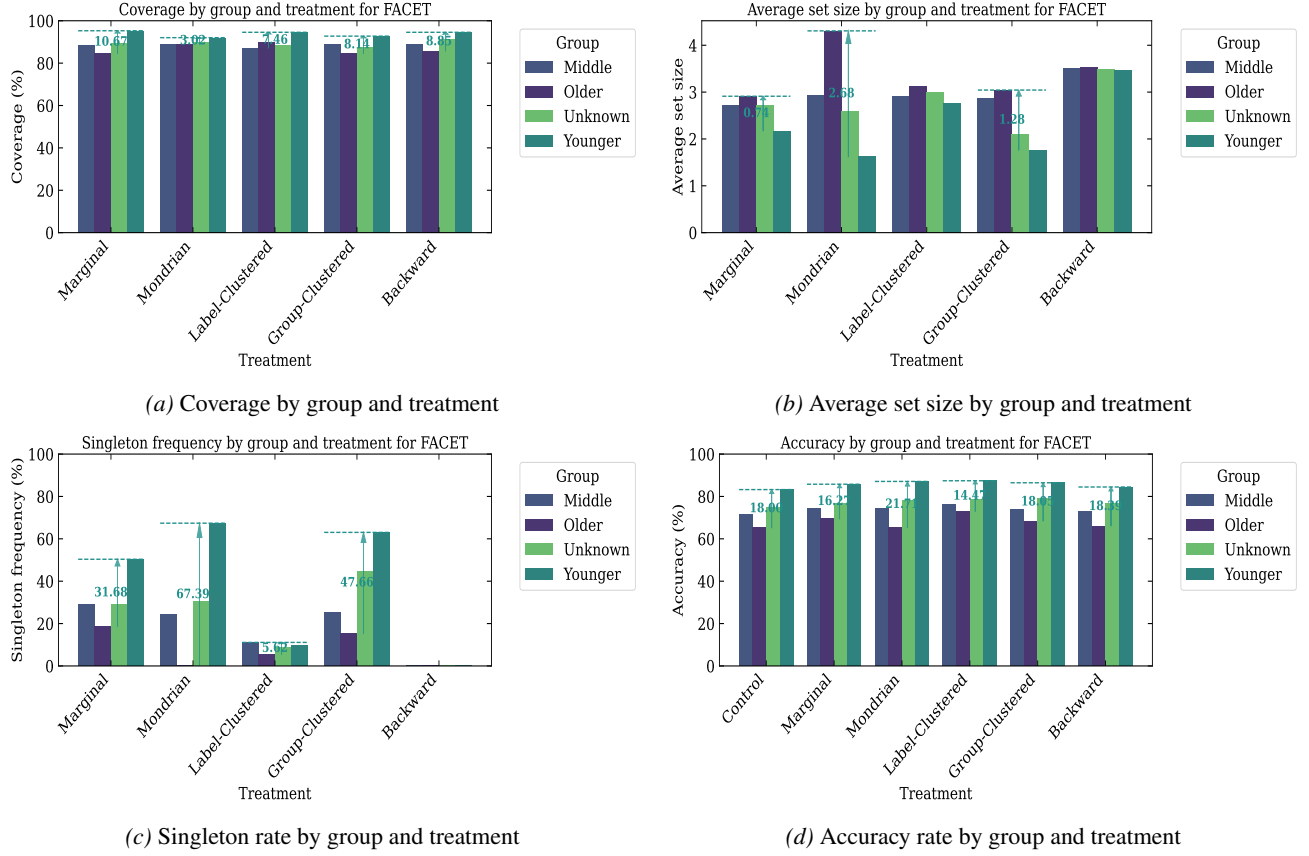 Coverage by group and treatment for FACET
Coverage (%)
100
80
60
40
20
0
10.67
3.02
7.46
8.14
8.85
Marginal
Mondrian
Label-Clustered
Group-Clustered
Backward
Treatment
Group
Middle
Older
Unknown
Younger
(a) Coverage by group and treatment
Average set size by group and treatment for FACET
Average set size
4
3
2
1
0
0.74
2.68
1.28
Marginal
Mondrian
Label-Clustered
Group-Clustered
Backward
Treatment
Group
Middle
Older
Unknown
Younger
(b) Average set size by group and treatment
Singleton frequency by group and treatment for FACET
Singleton frequency (%)
100
80
60
40
20
0
31.68
67.39
5.62
47.66
Marginal
Mondrian
Label-Clustered
Group-Clustered
Backward
Treatment
Group
Middle
Older
Unknown
Younger
(c) Singleton rate by group and treatment
Accuracy by group and treatment for FACET
Accuracy (%)
100
80
60
40
20
0
16.27
21.71
14.47
18.39
Control
Marginal
Mondrian
Label-Clustered
Group-Clustered
Backward
Treatment
Group
Middle
Older
Unknown
Younger
(d) Accuracy rate by group and treatment